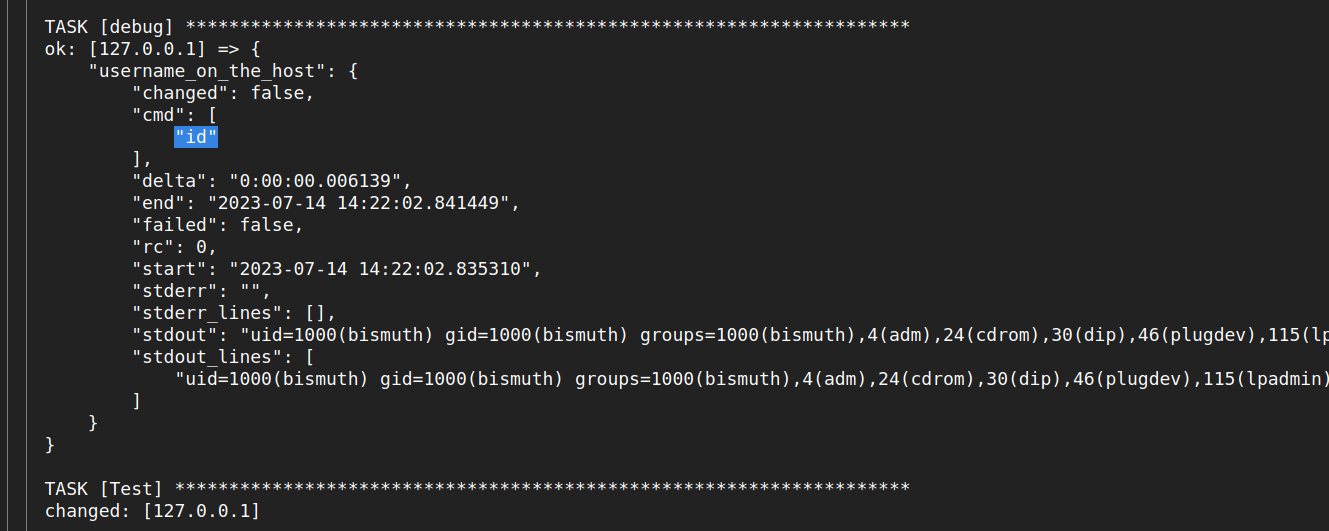 TASK [debug] *******************************************************************
ok: [127.0.0.1] => {
    "username_on_the_host": {
        "changed": false,
        "cmd": [
            "id"
        ],
        "delta": "0:00:00.006139",
        "end": "2023-07-14 14:22:02.841449",
        "failed": false,
        "rc": 0,
        "start": "2023-07-14 14:22:02.835310",
        "stderr": "",
        "stderr_lines": [],
        "stdout": "uid=1000(bismuth) gid=1000(bismuth) groups=1000(bismuth),4(adm),24(cdrom),30(dip),46(plugdev),115(lp
        "stdout_lines": [
            "uid=1000(bismuth) gid=1000(bismuth) groups=1000(bismuth),4(adm),24(cdrom),30(dip),46(plugdev),115(lpadmin)
        ]
    }
}
TASK [Test] ********************************************************************
changed: [127.0.0.1]